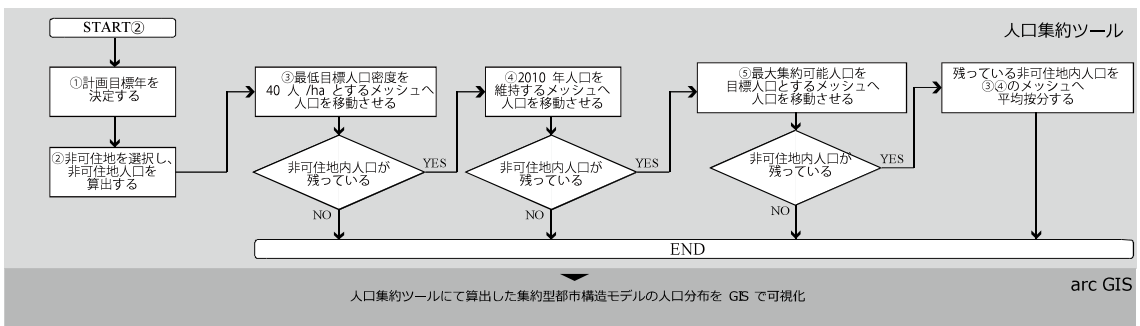 START②
人口集約ツール
①計画目標年を
決定する
②非可住地を選択し、
非可住地人口を
算出する
③最低目標人口密度を
40 人 /ha とするメッシュへ
人口を移動させる
非可住地内人口が
残っている
YES
NO
④2010 年人口を
維持するメッシュへ
人口を移動させる
非可住地内人口が
残っている
YES
NO
⑤最大集約可能人口を
目標人口とするメッシュへ
人口を移動させる
非可住地内人口が
残っている
YES
NO
残っている非可住地内人口を
③④のメッシュへ
平均按分する
END
arc GIS
人口集約ツールにて算出した集約型都市構造モデルの人口分布を GIS で可視化